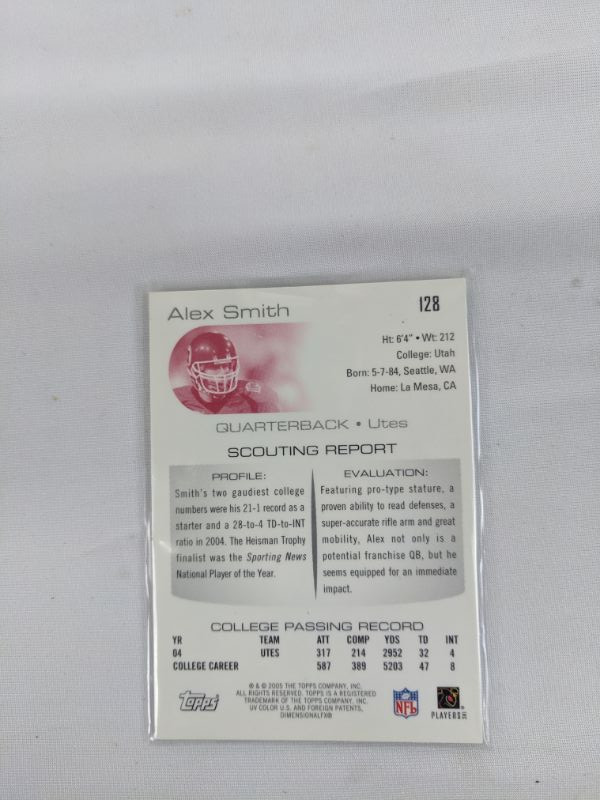 Alex Smith
128
Ht: 6'4" • Wt: 212
College: Utah
Born: 5-7-84, Seattle, WA
Home: La Mesa, CA
QUARTERBACK • Utes
SCOUTING REPORT
PROFILE:
Smith's two gaudiest college
numbers were his 21-1 record as a
starter and a 28-to-4 TD-to-INT
ratio in 2004. The Heisman Trophy
finalist was the Sporting News
National Player of the Year.
EVALUATION:
Featuring pro-type stature, a
proven ability to read defenses, a
super-accurate rifle arm and great
mobility, Alex not only is a
potential franchise QB, but he
seems equipped for an immediate
impact.
COLLEGE PASSING RECORD
YR TEAM ATT COMP YDS TD INT
04 UTES 317 214 2952 32 4
COLLEGE CAREER 587 389 5203 47 8
Topps
® & © 2005 THE TOPPS COMPANY, INC.
ALL RIGHTS RESERVED. TOPPS IS A REGISTERED
TRADEMARK OF THE TOPPS COMPANY, INC.
UV COLOR U.S. AND FOREIGN PATENTS,
DIMENSIONALFX®
NFL
PLAYERS INC